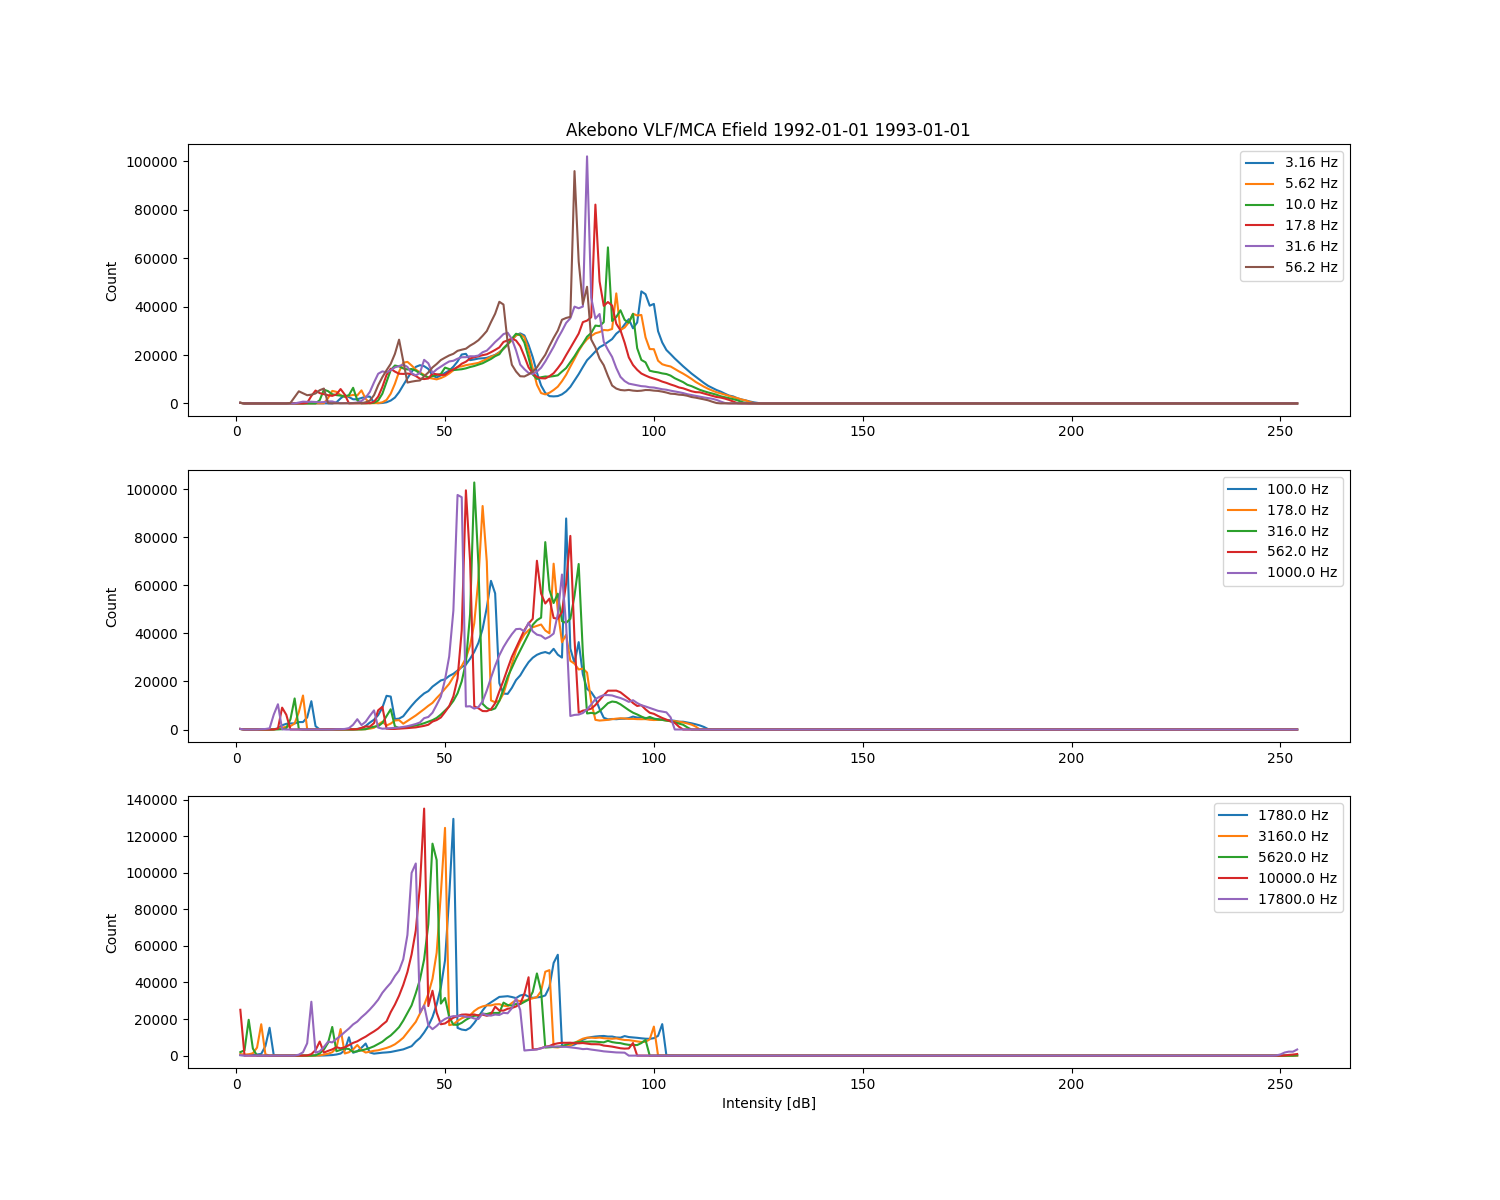 Akebono VLF/MCA Efield 1992-01-01 1993-01-01
100000
80000
60000
40000
20000
0
Count
0 50 100 150 200 250
3.16 Hz
5.62 Hz
10.0 Hz
17.8 Hz
31.6 Hz
56.2 Hz
100000
80000
60000
40000
20000
0
Count
0 50 100 150 200 250
100.0 Hz
178.0 Hz
316.0 Hz
562.0 Hz
1000.0 Hz
140000
120000
100000
80000
60000
40000
20000
0
Count
0 50 100 150 200 250
1780.0 Hz
3160.0 Hz
5620.0 Hz
10000.0 Hz
17800.0 Hz
Intensity [dB]